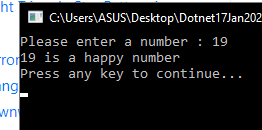 C:\Users\ASUS\Desktop\Dotnet17Jan202
Please enter a number : 19
19 is a happy number
Press any key to continue...